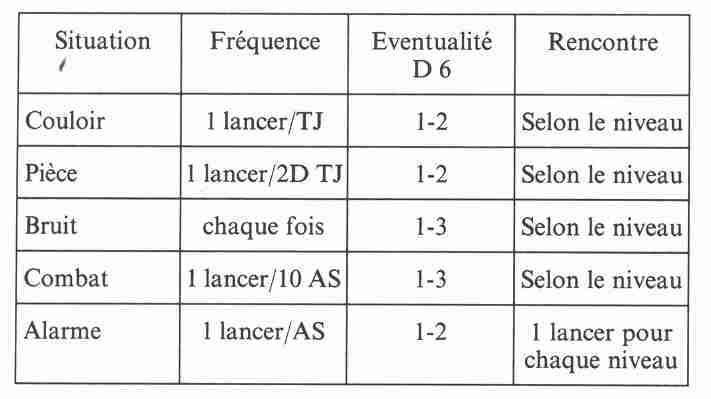 Situation Fréquence Eventualité Rencontre
D 6
Couloir 1 lancer/TJ 1-2 Selon le niveau
Pièce 1 lancer/2D TJ 1-2 Selon le niveau
Bruit chaque fois 1-3 Selon le niveau
Combat 1 lancer/10 AS 1-3 Selon le niveau
Alarme 1 lancer/AS 1-2 1 lancer pour
chaque niveau